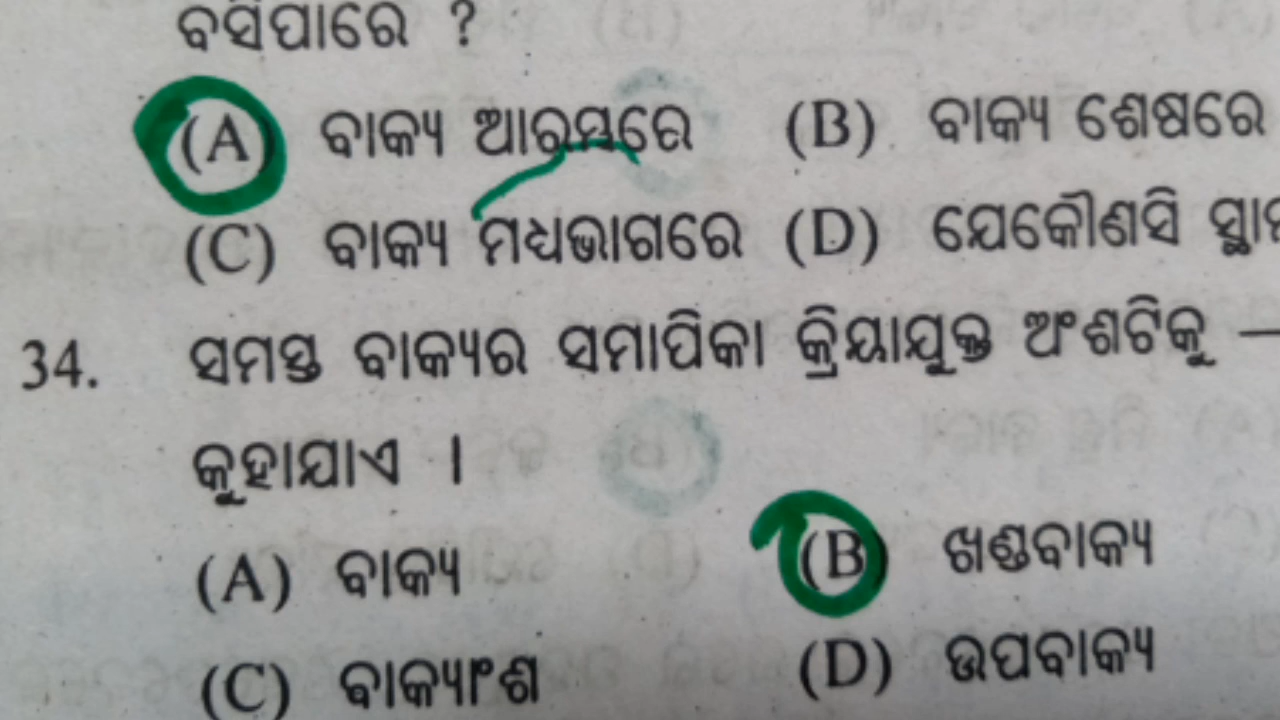 ବସିପାରେ ?
(A) ବାକ୍ୟ ଆରମ୍ଭରେ (B) ବାକ୍ୟ ଶେଷରେ
(C) ବାକ୍ୟ ମଧ୍ୟଭାଗରେ (D) ଯେକୌଣସି
34. ସମସ୍ତ ବାକ୍ୟର ସମାପିକା କ୍ରିୟାଯୁକ୍ତ ଅଂଶଟିକୁ —
କୁହାଯାଏ ।
(A) ବାକ୍ୟ (B) ଖଣ୍ଡବାକ୍ୟ
(C) ବାକ୍ୟାଂଶ (D) ଉପବାକ୍ୟ